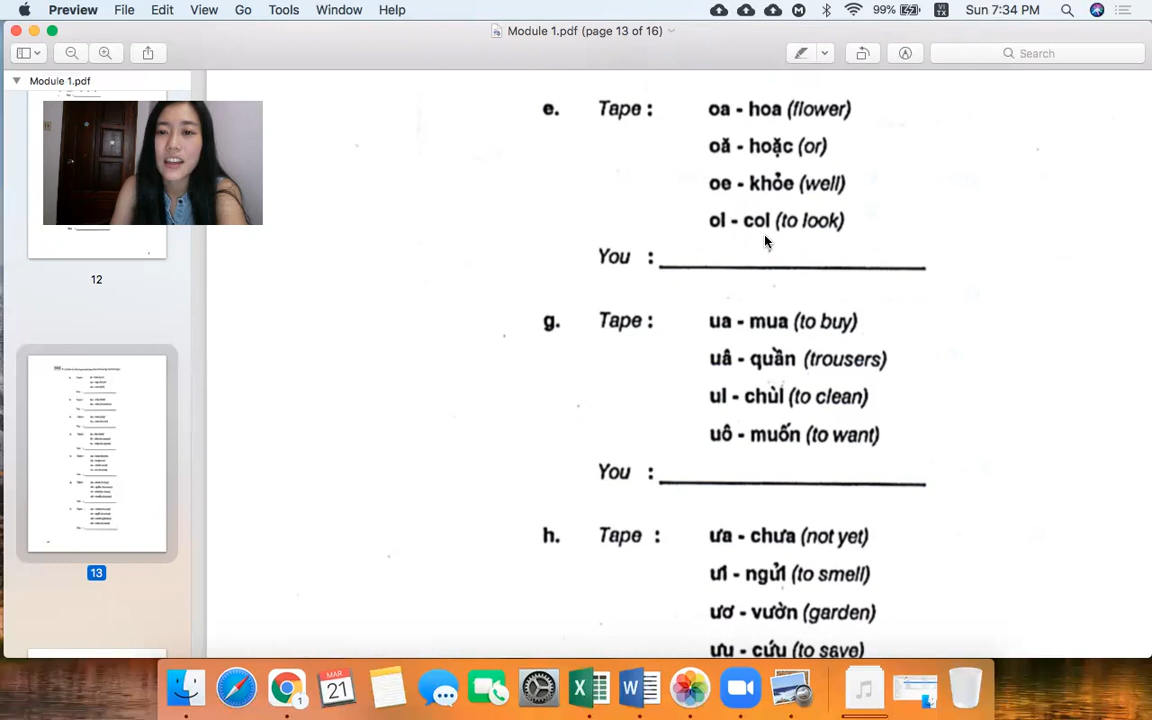 Preview File Edit View Go Tools Window Help 99% VI TX Sun 7:34 PM
Module 1.pdf (page 13 of 16)
Search
Module 1.pdf
12
13
e. Tape : oa - hoa (flower)
oă - hoặc (or)
oe - khỏe (well)
oi - coi (to look)
You : 
g. Tape : ua - mua (to buy)
uâ - quần (trousers)
ui - chùi (to clean)
uô - muốn (to want)
You : 
h. Tape : ưa - chưa (not yet)
ưi - ngửi (to smell)
ươ - vườn (garden)
ưu - cứu (to save)
1
MAR
21